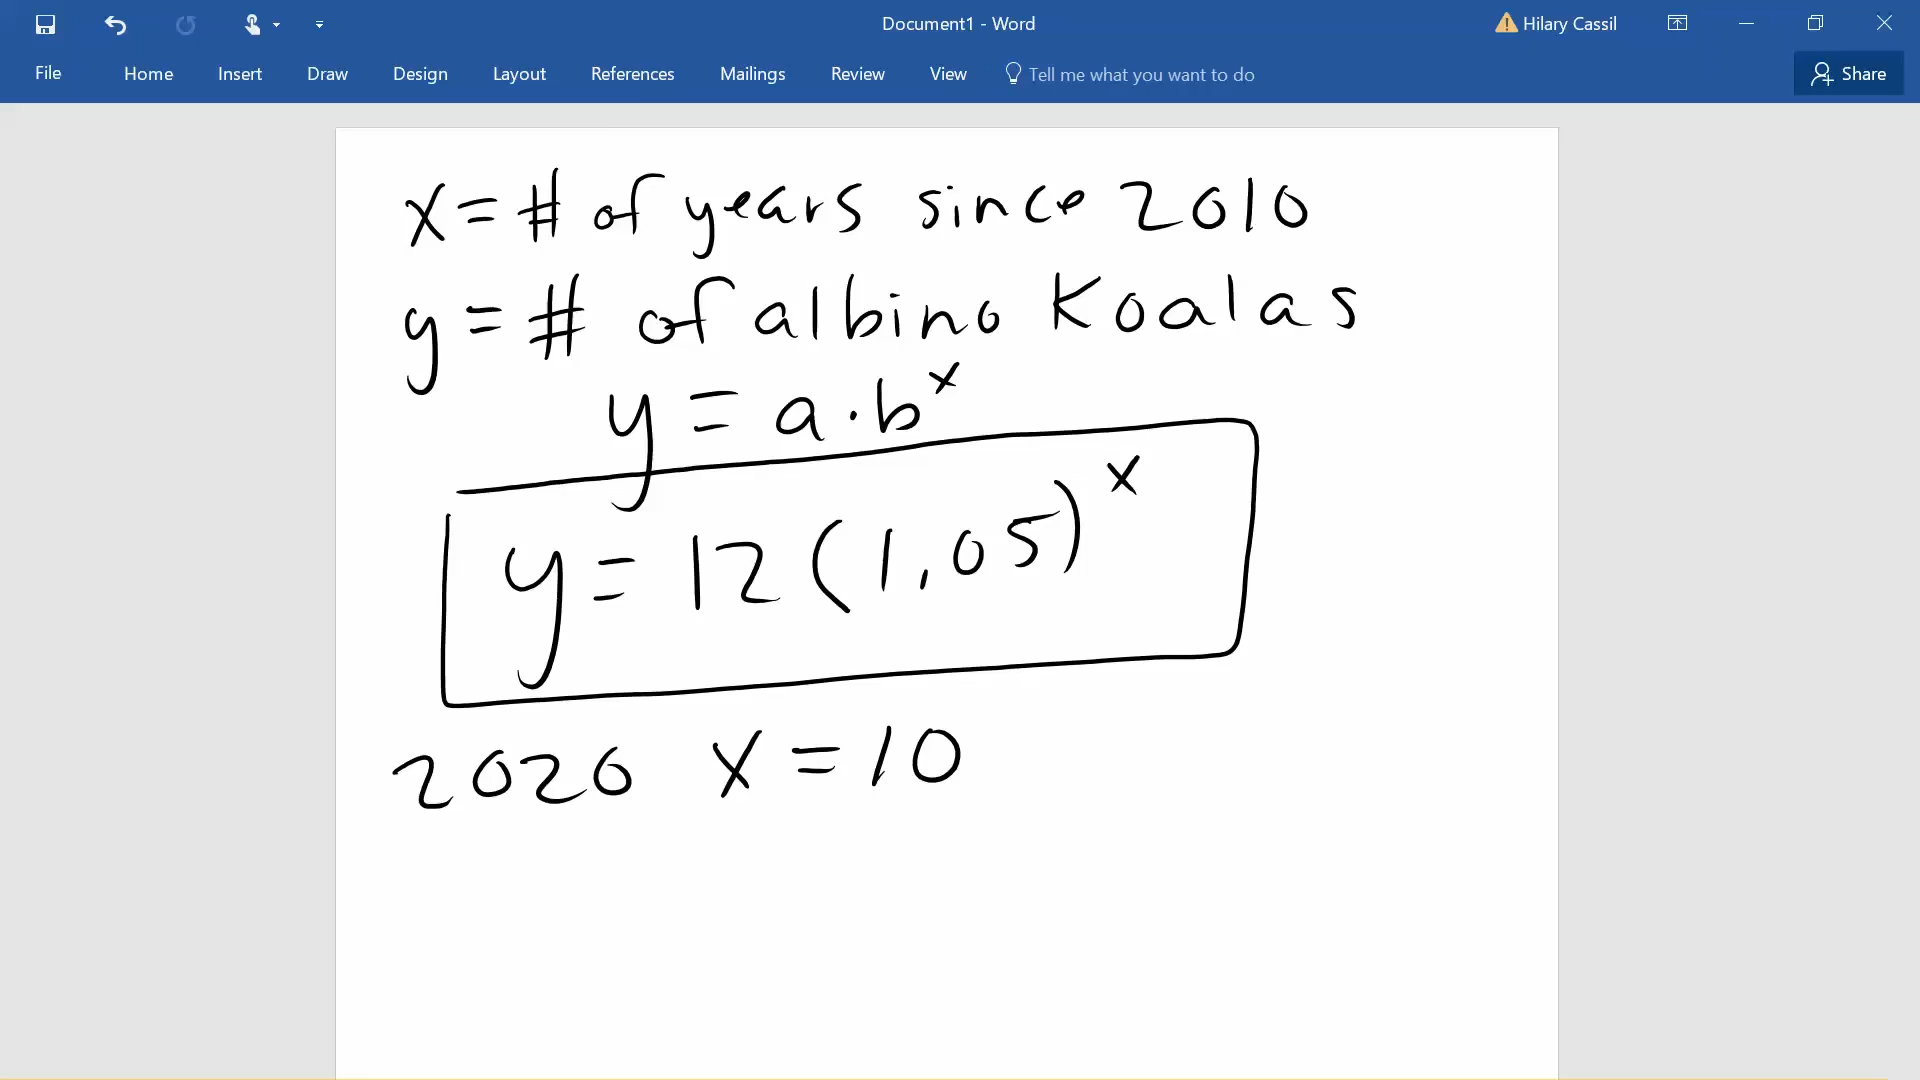 Document1 - Word
Hilary Cassil
File Home Insert Draw Design Layout References Mailings Review View Tell me what you want to do Share
x = # of years since 2010
y = # of albino Koalas
y = a · b^x
y = 12 (1.05)^x
2020 x = 10